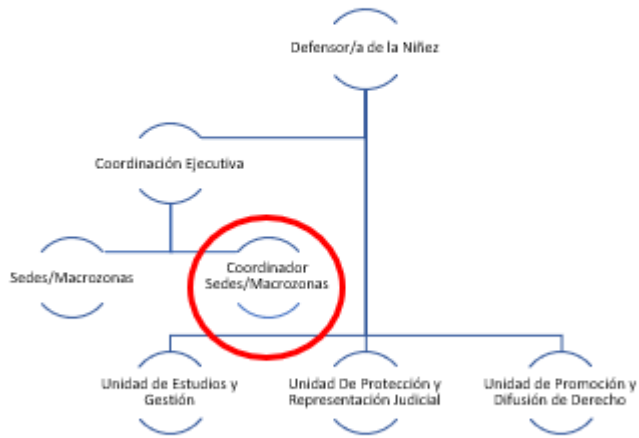 Defensor/a de la Niñez
Coordinación Ejecutiva
Sedes/Macrozonas
Coordinador
Sedes/Macrozonas
Unidad de Estudios y
Gestión
Unidad De Protección y
Representación Judicial
Unidad de Promoción y
Difusión de Derecho